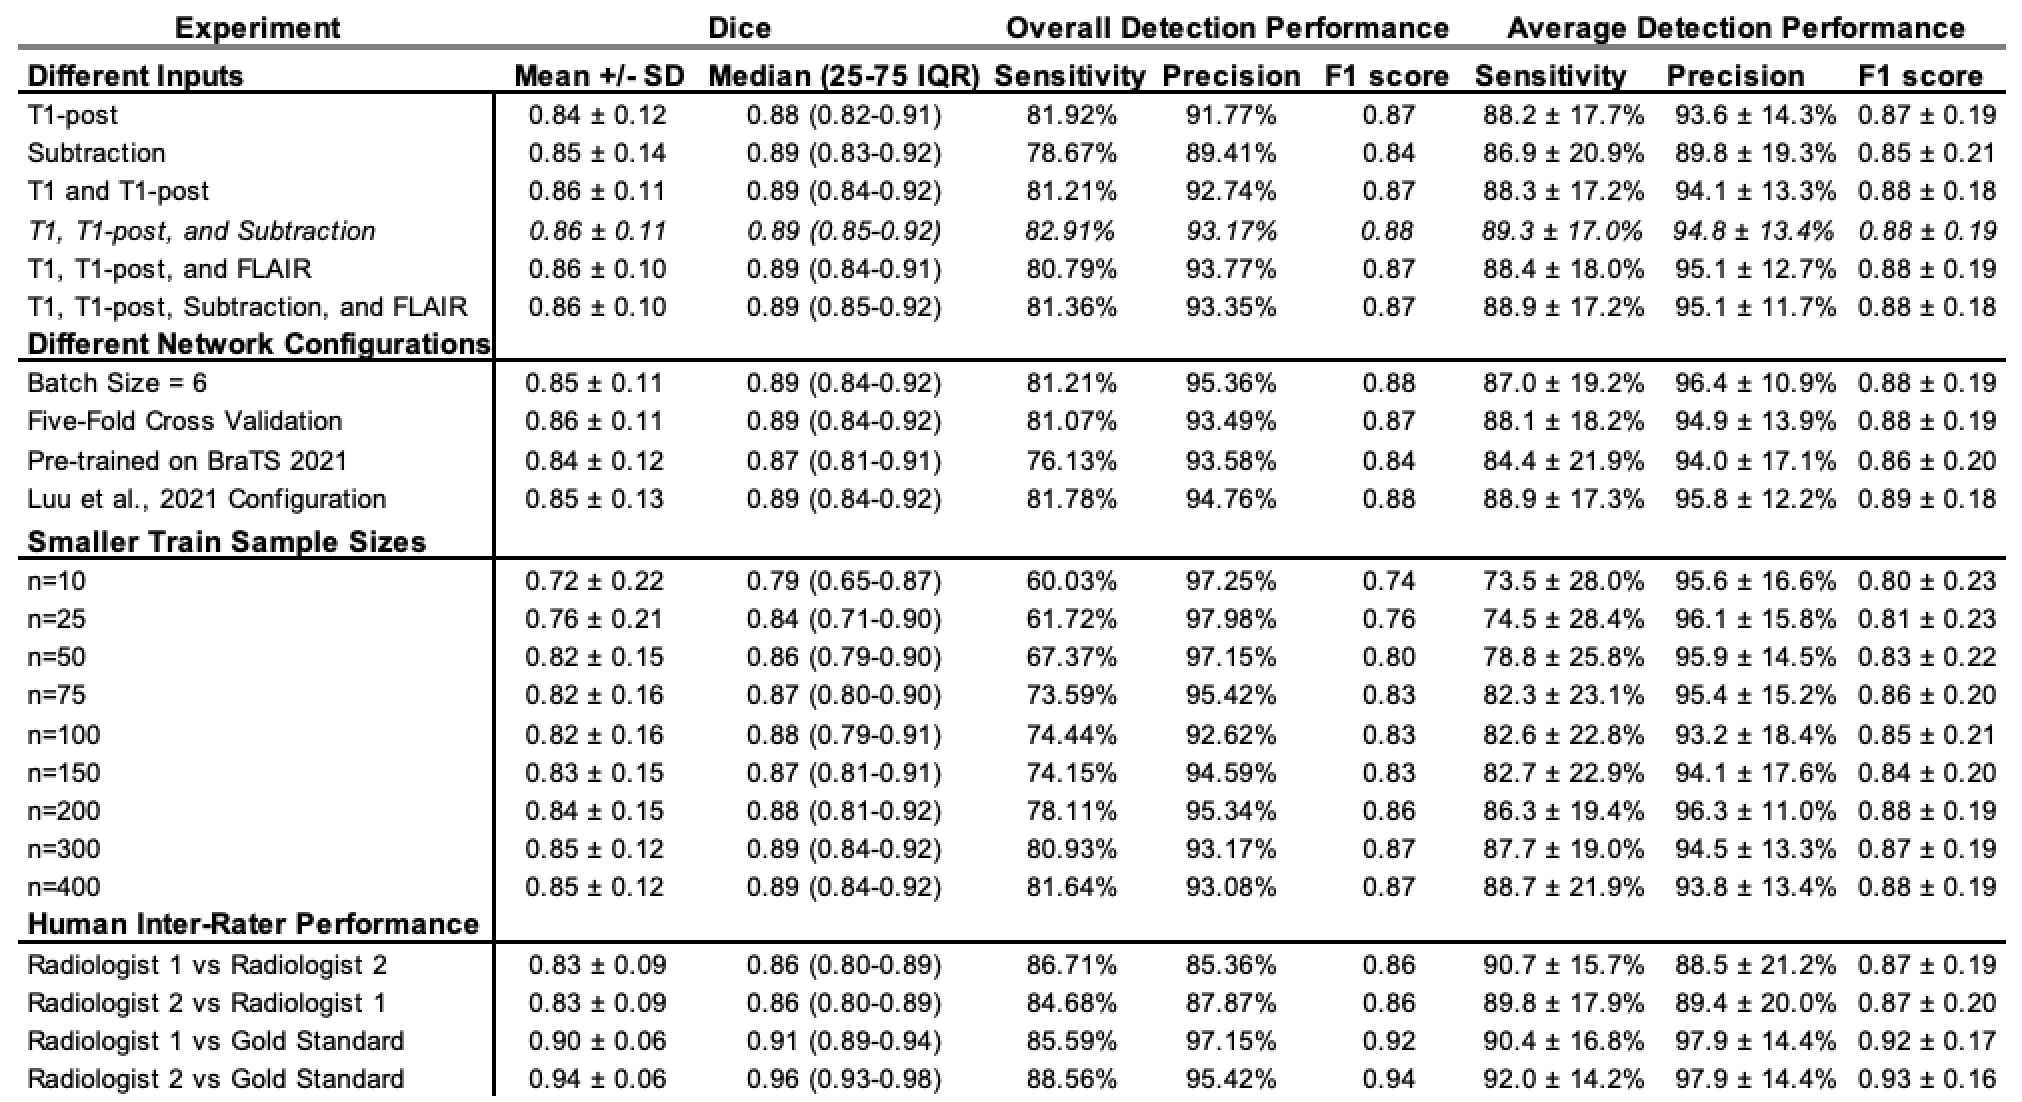 Experiment Dice Overall Detection Performance Average Detection Performance
Different Inputs Mean +/- SD Median (25-75 IQR) Sensitivity Precision F1 score Sensitivity Precision F1 score
T1-post 0.84 ± 0.12 0.88 (0.82-0.91) 81.92% 91.77% 0.87 88.2 ± 17.7% 93.6 ± 14.3% 0.87 ± 0.19
Subtraction 0.85 ± 0.14 0.89 (0.83-0.92) 78.67% 89.41% 0.84 86.9 ± 20.9% 89.8 ± 19.3% 0.85 ± 0.21
T1 and T1-post 0.86 ± 0.11 0.89 (0.84-0.92) 81.21% 92.74% 0.87 88.3 ± 17.2% 94.1 ± 13.3% 0.88 ± 0.18
T1, T1-post, and Subtraction 0.86 ± 0.11 0.89 (0.85-0.92) 82.91% 93.17% 0.88 89.3 ± 17.0% 94.8 ± 13.4% 0.88 ± 0.19
T1, T1-post, and FLAIR 0.86 ± 0.10 0.89 (0.84-0.91) 80.79% 93.77% 0.87 88.4 ± 18.0% 95.1 ± 12.7% 0.88 ± 0.19
T1, T1-post, Subtraction, and FLAIR 0.86 ± 0.10 0.89 (0.85-0.92) 81.36% 93.35% 0.87 88.9 ± 17.2% 95.1 ± 11.7% 0.88 ± 0.18
Different Network Configurations
Batch Size = 6 0.85 ± 0.11 0.89 (0.84-0.92) 81.21% 95.36% 0.88 87.0 ± 19.2% 96.4 ± 10.9% 0.88 ± 0.19
Five-Fold Cross Validation 0.86 ± 0.11 0.89 (0.84-0.92) 81.07% 93.49% 0.87 88.1 ± 18.2% 94.9 ± 13.9% 0.88 ± 0.19
Pre-trained on BraTS 2021 0.84 ± 0.12 0.87 (0.81-0.91) 76.13% 93.58% 0.84 84.4 ± 21.9% 94.0 ± 17.1% 0.86 ± 0.20
Luu et al., 2021 Configuration 0.85 ± 0.13 0.89 (0.84-0.92) 81.78% 94.76% 0.88 88.9 ± 17.3% 95.8 ± 12.2% 0.89 ± 0.18
Smaller Train Sample Sizes
n=10 0.72 ± 0.22 0.79 (0.65-0.87) 60.03% 97.25% 0.74 73.5 ± 28.0% 95.6 ± 16.6% 0.80 ± 0.23
n=25 0.76 ± 0.21 0.84 (0.71-0.90) 61.72% 97.98% 0.76 74.5 ± 28.4% 96.1 ± 15.8% 0.81 ± 0.23
n=50 0.82 ± 0.15 0.86 (0.79-0.90) 67.37% 97.15% 0.80 78.8 ± 25.8% 95.9 ± 14.5% 0.83 ± 0.22
n=75 0.82 ± 0.16 0.87 (0.80-0.90) 73.59% 95.42% 0.83 82.3 ± 23.1% 95.4 ± 15.2% 0.86 ± 0.20
n=100 0.82 ± 0.16 0.88 (0.79-0.91) 74.44% 92.62% 0.83 82.6 ± 22.8% 93.2 ± 18.4% 0.85 ± 0.21
n=150 0.83 ± 0.15 0.87 (0.81-0.91) 74.15% 94.59% 0.83 82.7 ± 22.9% 94.1 ± 17.6% 0.84 ± 0.20
n=200 0.84 ± 0.15 0.88 (0.81-0.92) 78.11% 95.34% 0.86 86.3 ± 19.4% 96.3 ± 11.0% 0.88 ± 0.19
n=300 0.85 ± 0.12 0.89 (0.84-0.92) 80.93% 93.17% 0.87 87.7 ± 19.0% 94.5 ± 13.3% 0.87 ± 0.19
n=400 0.85 ± 0.12 0.89 (0.84-0.92) 81.64% 93.08% 0.87 88.7 ± 21.9% 93.8 ± 13.4% 0.88 ± 0.19
Human Inter-Rater Performance
Radiologist 1 vs Radiologist 2 0.83 ± 0.09 0.86 (0.80-0.89) 86.71% 85.36% 0.86 90.7 ± 15.7% 88.5 ± 21.2% 0.87 ± 0.19
Radiologist 2 vs Radiologist 1 0.83 ± 0.09 0.86 (0.80-0.89) 84.68% 87.87% 0.86 89.8 ± 17.9% 89.4 ± 20.0% 0.87 ± 0.20
Radiologist 1 vs Gold Standard 0.90 ± 0.06 0.91 (0.89-0.94) 85.59% 97.15% 0.92 90.4 ± 16.8% 97.9 ± 14.4% 0.92 ± 0.17
Radiologist 2 vs Gold Standard 0.94 ± 0.06 0.96 (0.93-0.98) 88.56% 95.42% 0.94 92.0 ± 14.2% 97.9 ± 14.4% 0.93 ± 0.16